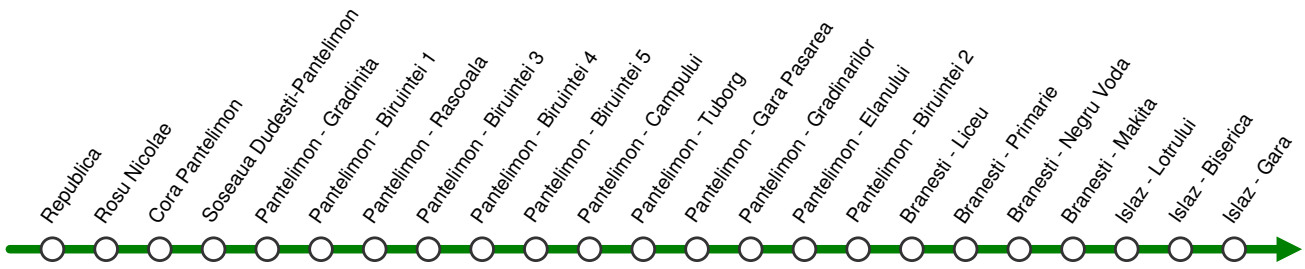 Republica
Rosu Nicolae
Cora Pantelimon
Soseaua Dudesti-Pantelimon
Pantelimon - Gradinita
Pantelimon - Biruintei 1
Pantelimon - Rascoala
Pantelimon - Biruintei 3
Pantelimon - Biruintei 4
Pantelimon - Biruintei 5
Pantelimon - Campului
Pantelimon - Tuborg
Pantelimon - Gara Pasarea
Pantelimon - Gradinarilor
Pantelimon - Elanului
Pantelimon - Biruintei 2
Branesti - Liceu
Branesti - Primarie
Branesti - Negru Voda
Branesti - Makita
Islaz - Lotrului
Islaz - Biserica
Islaz - Gara